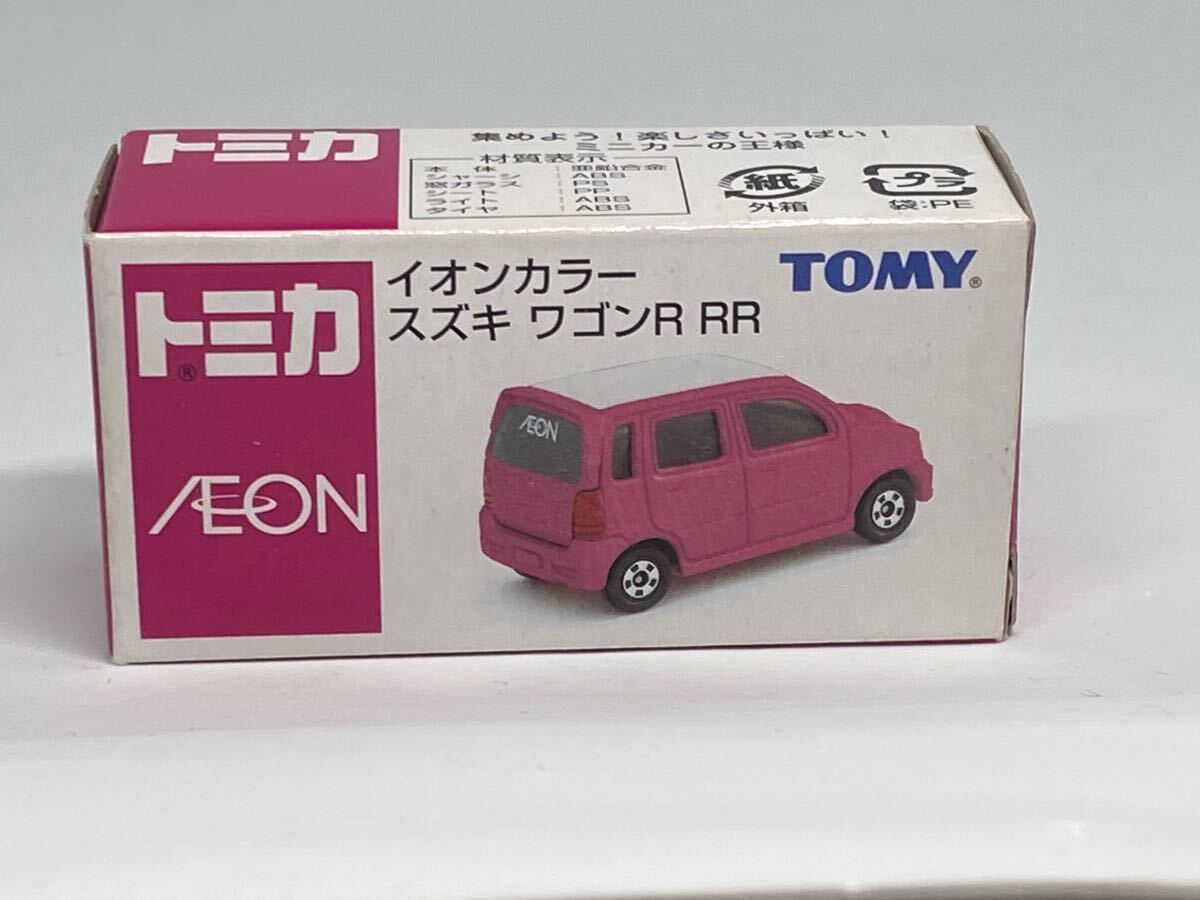 トミカ
集めよう！楽しさいっぱい！
ミニカーの王様
材質表示
本体：亜鉛合金
シャーシ：ABS
窓ガラス：PS
シート：PP
ライト：ABS
タイヤ：ABS
紙
外箱
プラ
袋:PE
トミカ®
ÆON
イオンカラー
スズキ ワゴンR RR
TOMY®
ÆON